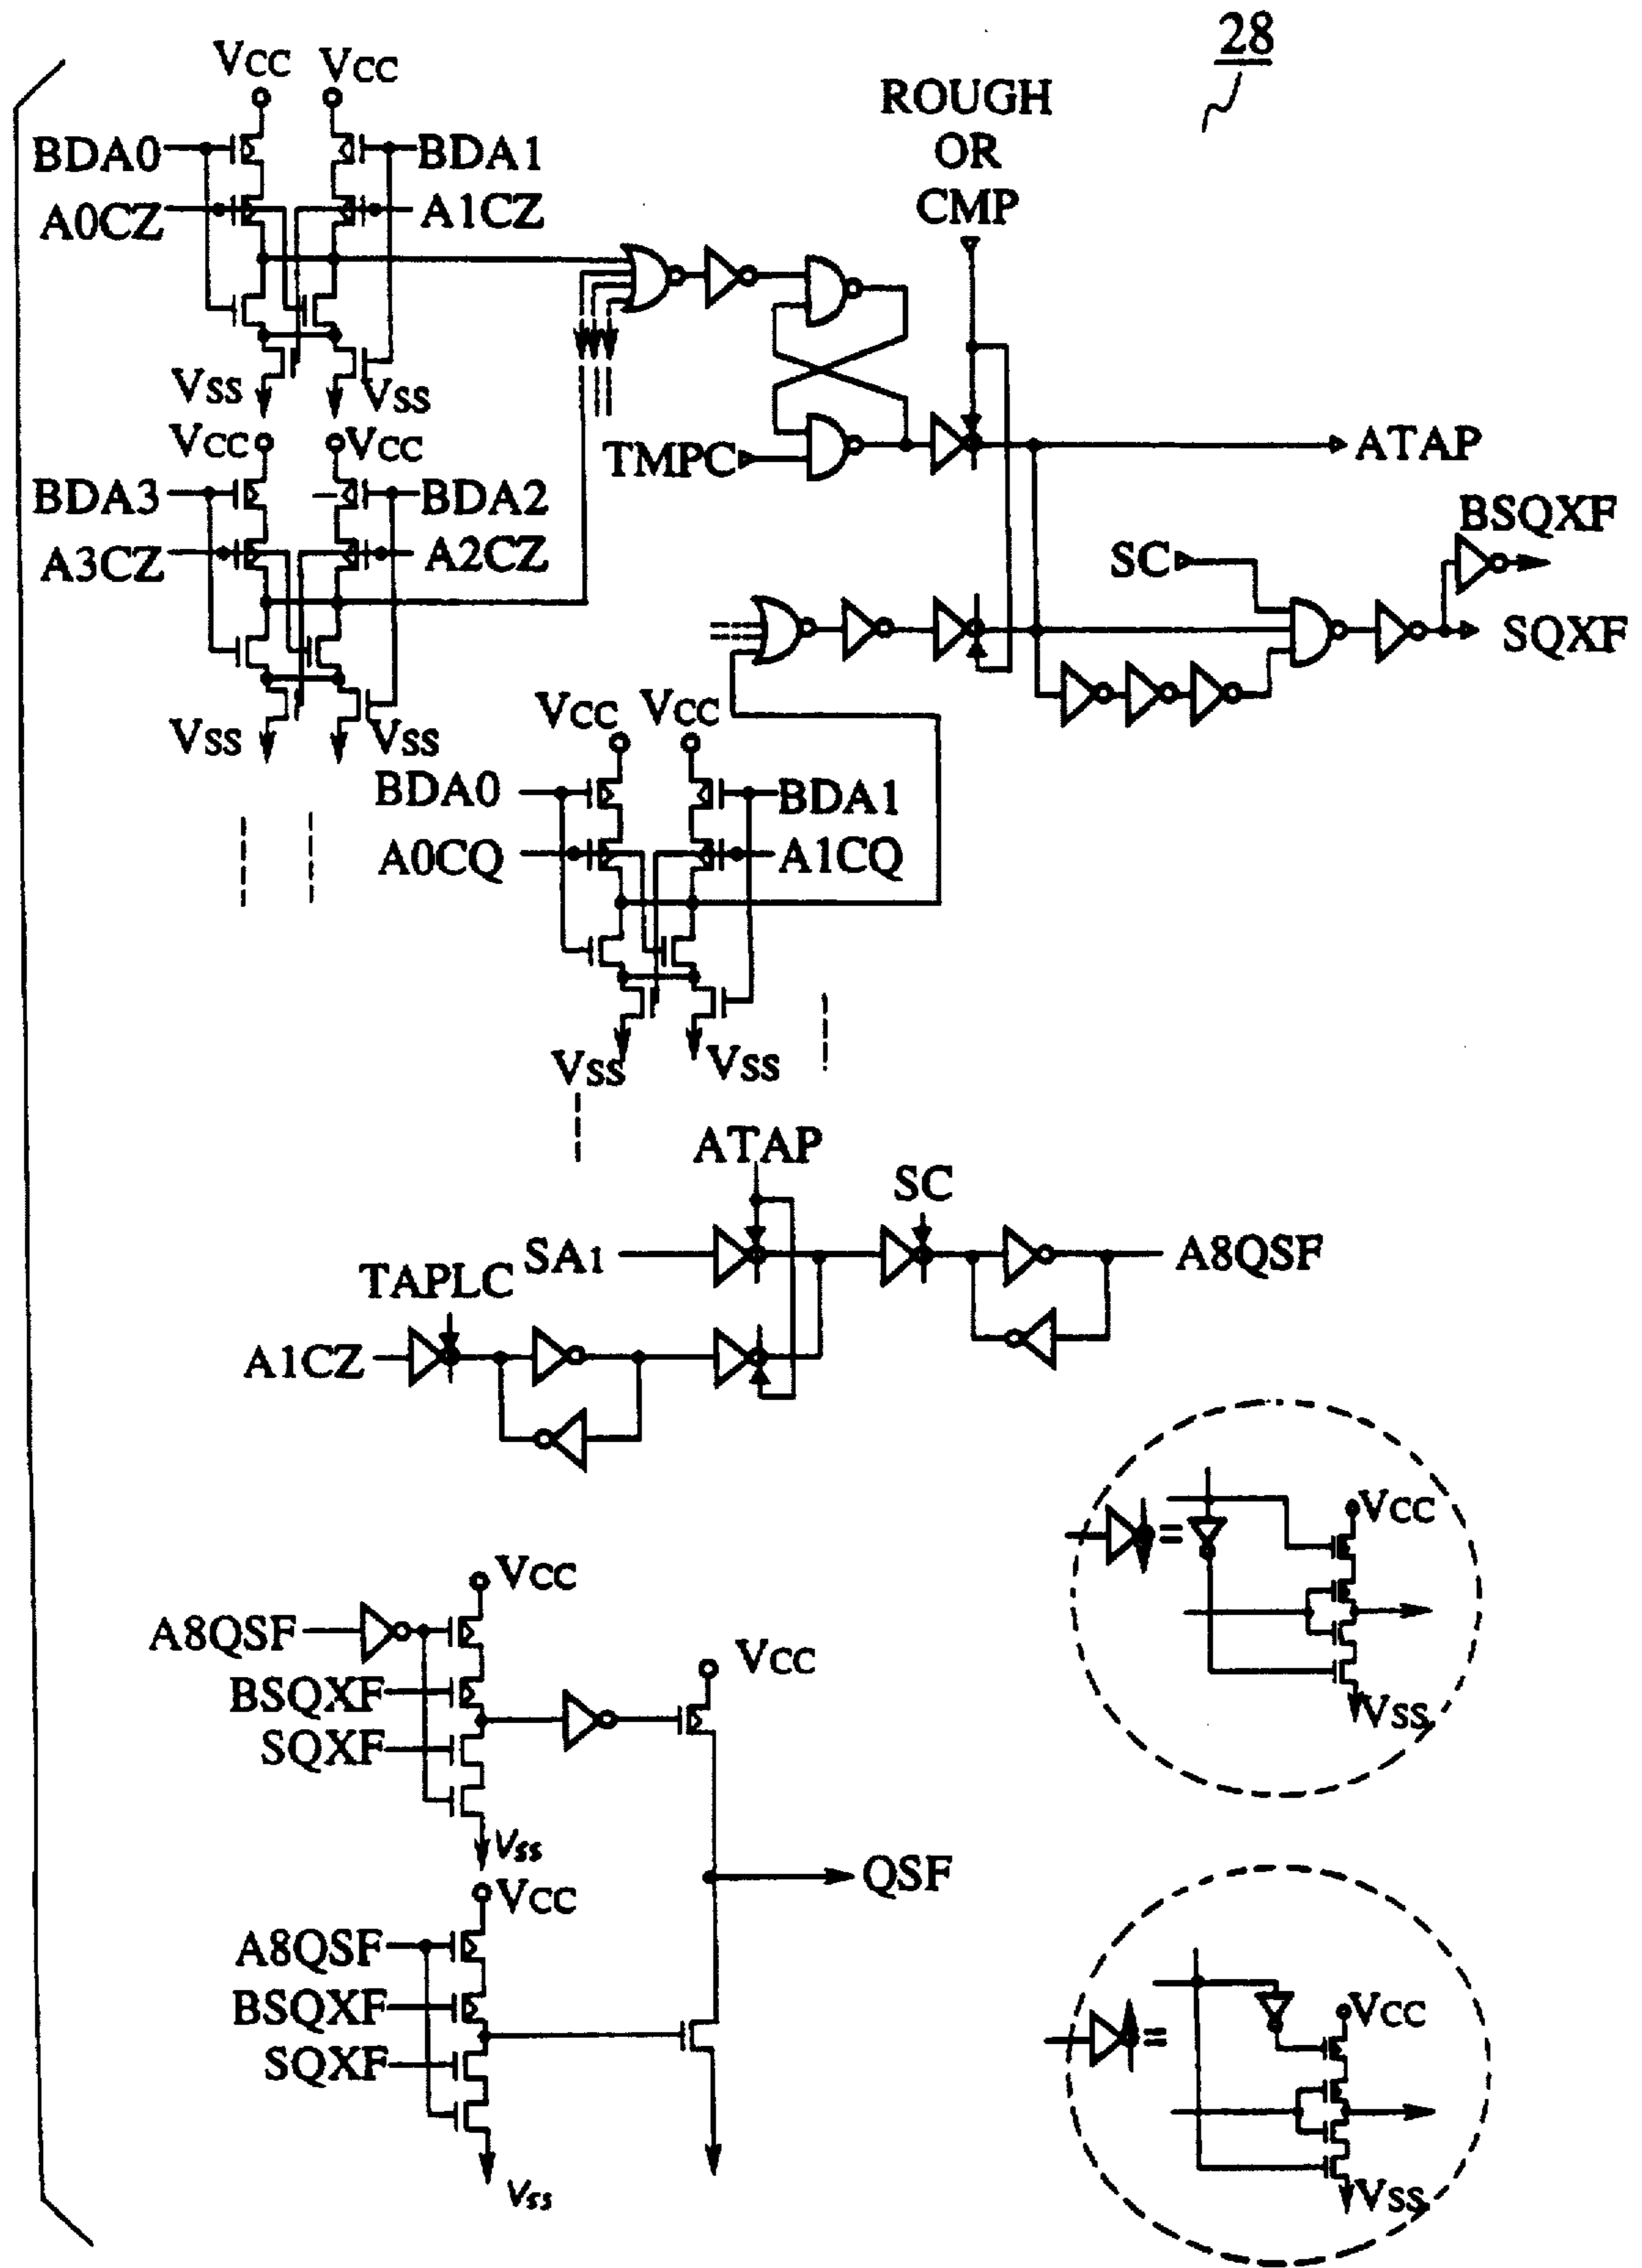 28
VCC VCC
ROUGH
OR
CMP
BDA0 BDA1
A0CZ A1CZ
VSS VSS
VCC VCC
TMPC ATAP
BDA3 BDA2
A3CZ A2CZ
BSQXF
SC
SQXF
VSS VSS
VCC VCC
BDA0 BDA1
A0CQ A1CQ
VSS VSS
ATAP
SC
SA1 A8QSF
TAPLC
A1CZ
= VCC
VSS
VCC
A8QSF
BSQXF
SQXF
VCC
Vss
QSF
VCC
A8QSF
BSQXF
SQXF
Vss
= VCC
VSS